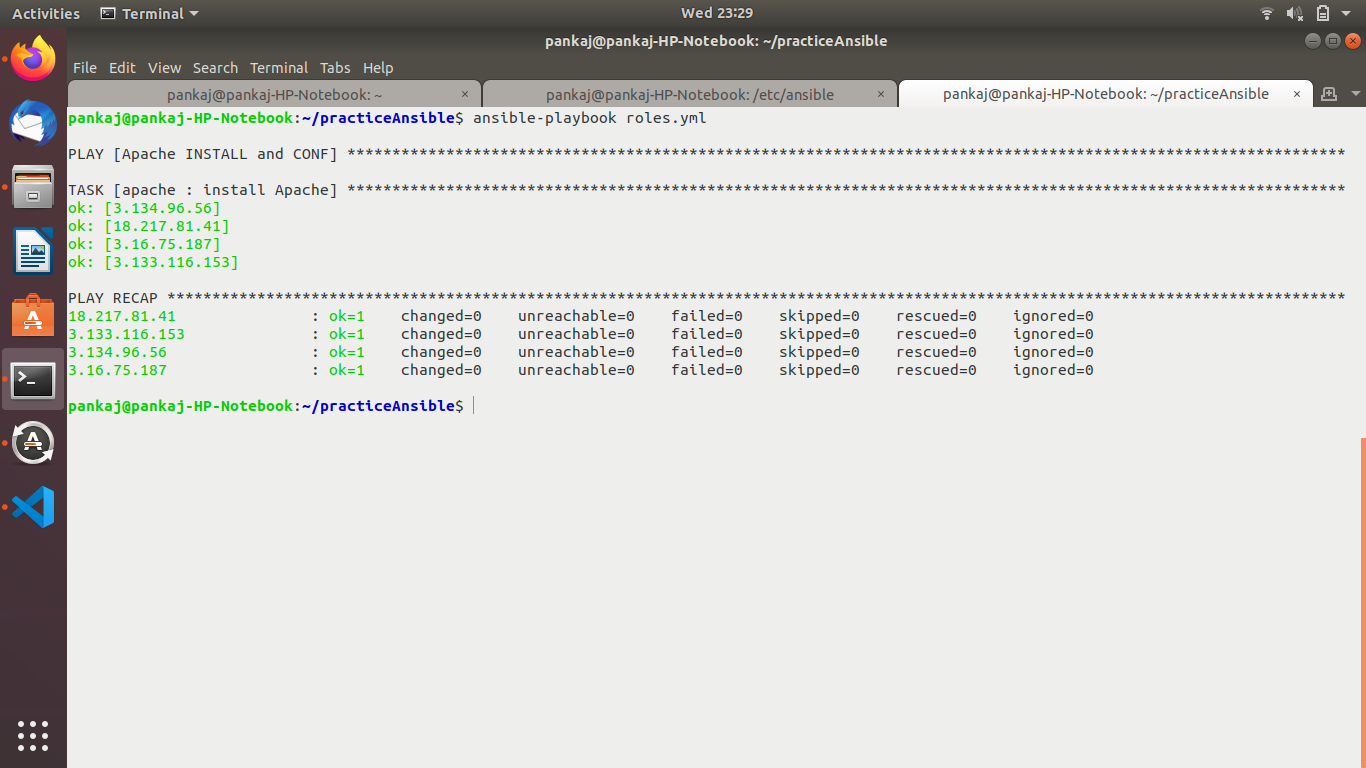 Activities Terminal Wed 23:29
pankaj@pankaj-HP-Notebook: ~/practiceAnsible
File Edit View Search Terminal Tabs Help
pankaj@pankaj-HP-Notebook: ~ × pankaj@pankaj-HP-Notebook: /etc/ansible × pankaj@pankaj-HP-Notebook: ~/practiceAnsible ×
pankaj@pankaj-HP-Notebook:~/practiceAnsible$ ansible-playbook roles.yml
PLAY [Apache INSTALL and CONF] ***************************************************************************************************************
TASK [apache : install Apache] ***************************************************************************************************************
ok: [3.134.96.56]
ok: [18.217.81.41]
ok: [3.16.75.187]
ok: [3.133.116.153]
PLAY RECAP ***********************************************************************************************************************************
18.217.81.41 : ok=1 changed=0 unreachable=0 failed=0 skipped=0 rescued=0 ignored=0
3.133.116.153 : ok=1 changed=0 unreachable=0 failed=0 skipped=0 rescued=0 ignored=0
3.134.96.56 : ok=1 changed=0 unreachable=0 failed=0 skipped=0 rescued=0 ignored=0
3.16.75.187 : ok=1 changed=0 unreachable=0 failed=0 skipped=0 rescued=0 ignored=0
pankaj@pankaj-HP-Notebook:~/practiceAnsible$